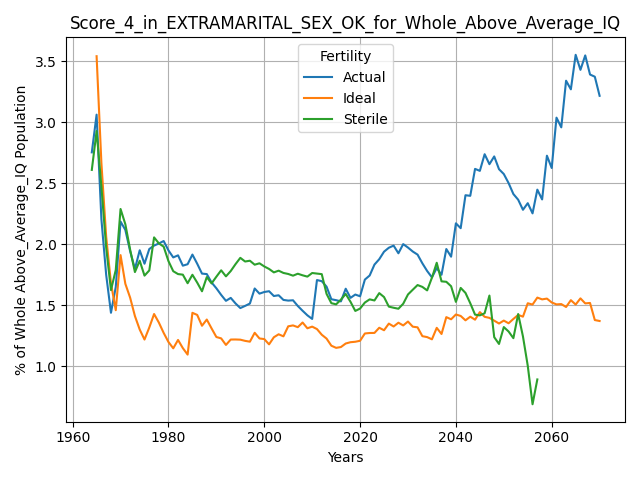 Score_4_in_EXTRAMARITAL_SEX_OK_for_Whole_Above_Average_IQ
% of Whole Above_Average_IQ Population
3.5
3.0
2.5
2.0
1.5
1.0
Fertility
Actual
Ideal
Sterile
1960
1980
2000
2020
2040
2060
Years